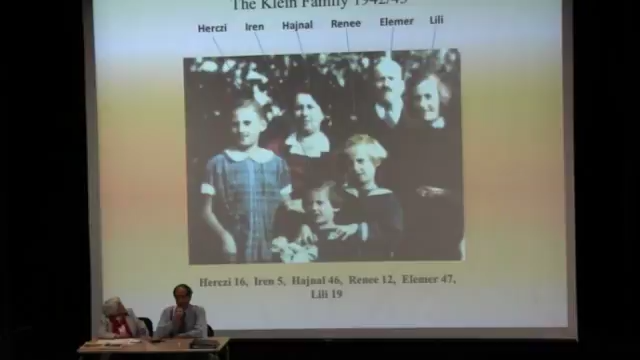 The Klein Family 1942/43
Herczi Iren Hajnal Renee Elemer Lili
Herczi 16, Iren 5, Hajnal 46, Renee 12, Elemer 47,
Lili 19